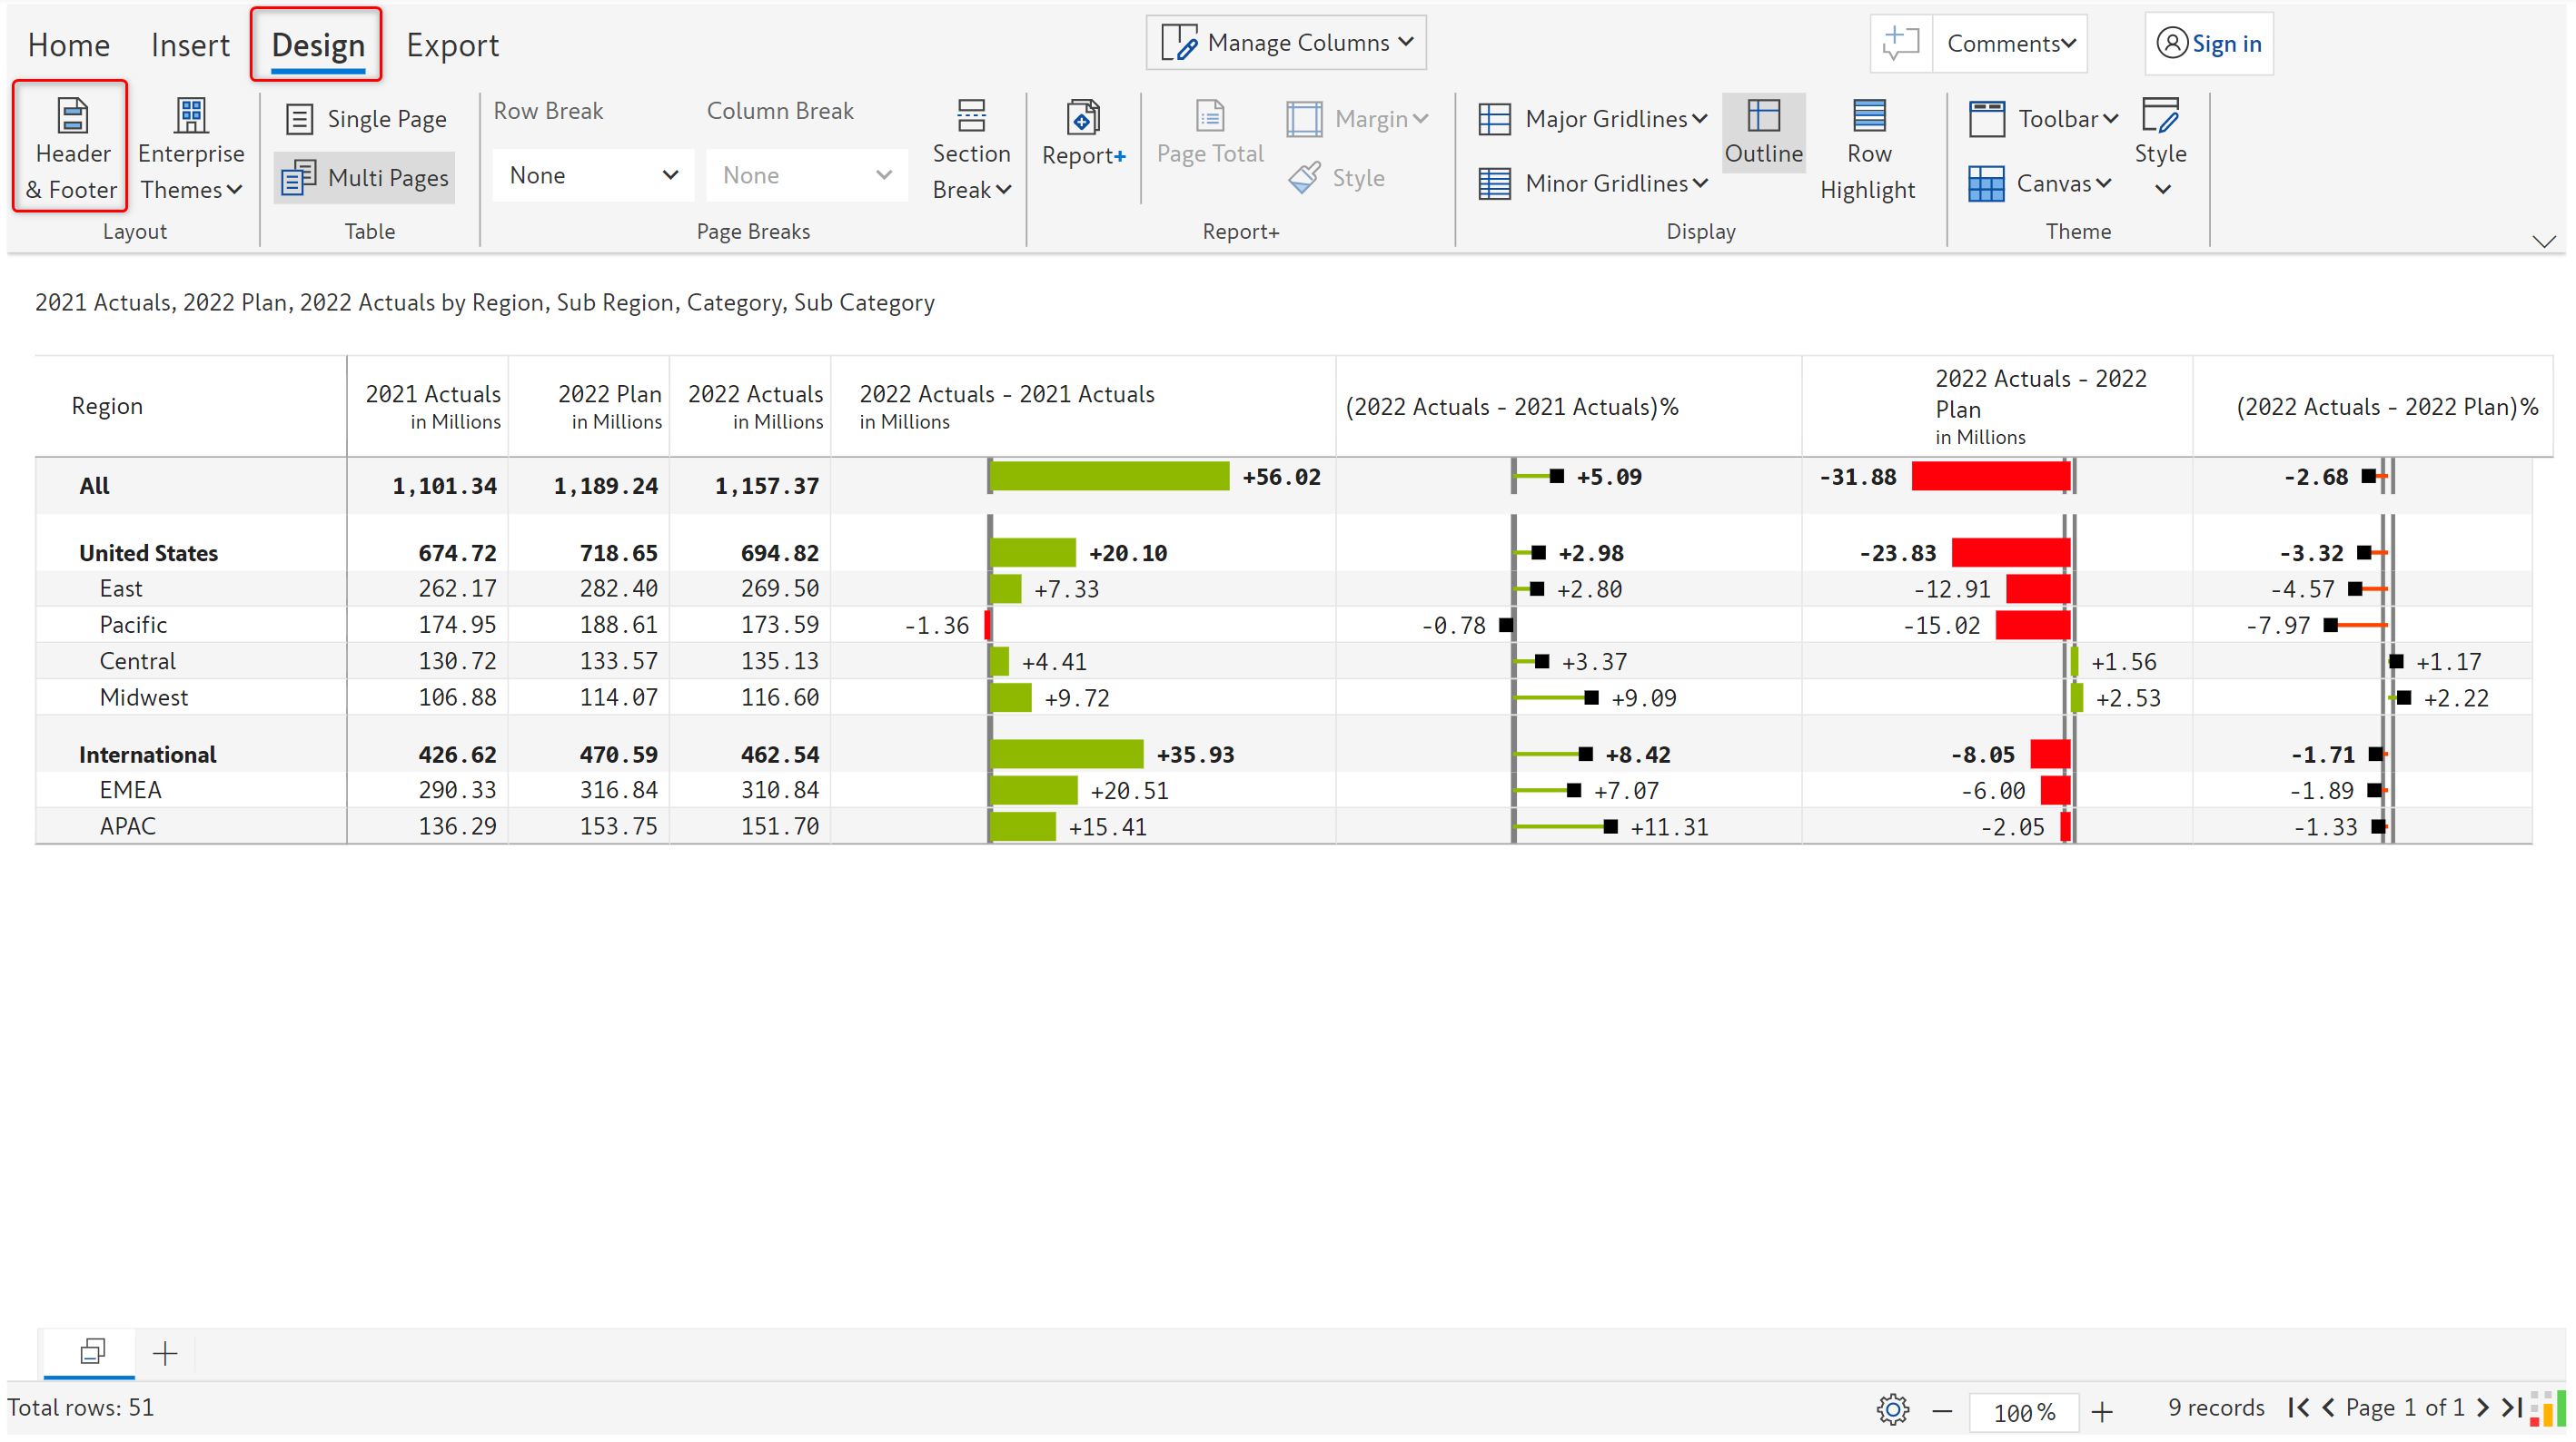 Home Insert Design Export Manage Columns Comments Sign in
Header & Footer
Enterprise Themes
Single Page
Multi Pages
Row Break
None
Column Break
None
Section Break
Report+
Page Total
Margin
Style
Major Gridlines
Minor Gridlines
Outline
Row Highlight
Toolbar
Canvas
Style
Layout Table Page Breaks Report+ Display Theme
2021 Actuals, 2022 Plan, 2022 Actuals by Region, Sub Region, Category, Sub Category
Region
2021 Actuals
in Millions
2022 Plan
in Millions
2022 Actuals
in Millions
2022 Actuals - 2021 Actuals
in Millions
(2022 Actuals - 2021 Actuals)%
2022 Actuals - 2022
Plan
in Millions
(2022 Actuals - 2022 Plan)%
All 1,101.34 1,189.24 1,157.37 +56.02 +5.09 -31.88 -2.68
United States 674.72 718.65 694.82 +20.10 +2.98 -23.83 -3.32
East 262.17 282.40 269.50 +7.33 +2.80 -12.91 -4.57
Pacific 174.95 188.61 173.59 -1.36 -0.78 -15.02 -7.97
Central 130.72 133.57 135.13 +4.41 +3.37 +1.56 +1.17
Midwest 106.88 114.07 116.60 +9.72 +9.09 +2.53 +2.22
International 426.62 470.59 462.54 +35.93 +8.42 -8.05 -1.71
EMEA 290.33 316.84 310.84 +20.51 +7.07 -6.00 -1.89
APAC 136.29 153.75 151.70 +15.41 +11.31 -2.05 -1.33
Total rows: 51 100% 9 records Page 1 of 1